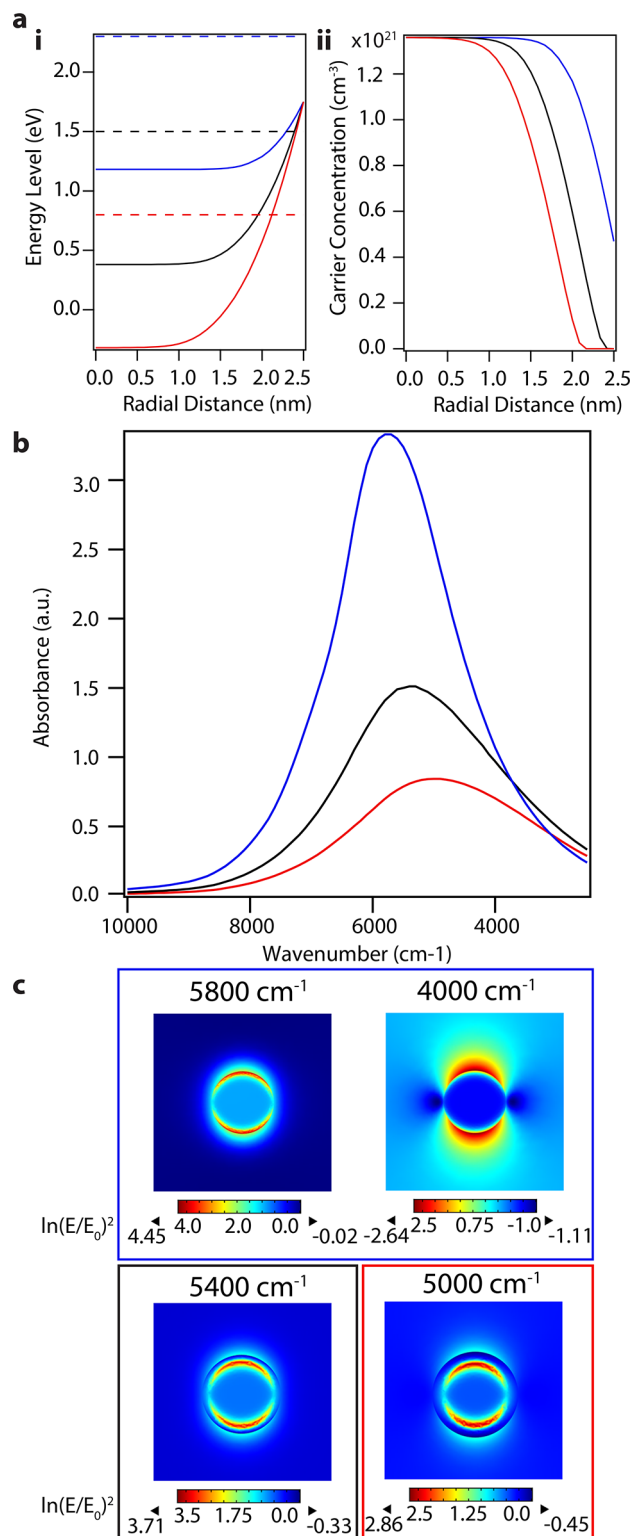 a
i
ii
x10²¹
Energy Level (eV)
2.0
1.5
1.0
0.5
0.0
0.0 0.5 1.0 1.5 2.0 2.5
Radial Distance (nm)
Carrier Concentration (cm⁻³)
1.2
1.0
0.8
0.6
0.4
0.2
0.0
0.0 0.5 1.0 1.5 2.0 2.5
Radial Distance (nm)
b
Absorbance (a.u.)
3.0
2.5
2.0
1.5
1.0
0.5
0.0
10000 8000 6000 4000
Wavenumber (cm-1)
c
5800 cm⁻¹
4000 cm⁻¹
ln(E/E₀)²
4.0 2.0 0.0
4.45 -0.02
2.5 0.75 -1.0
-2.64 -1.11
5400 cm⁻¹
5000 cm⁻¹
ln(E/E₀)²
3.5 1.75 0.0
3.71 -0.33
2.5 1.25 0.0
2.86 -0.45